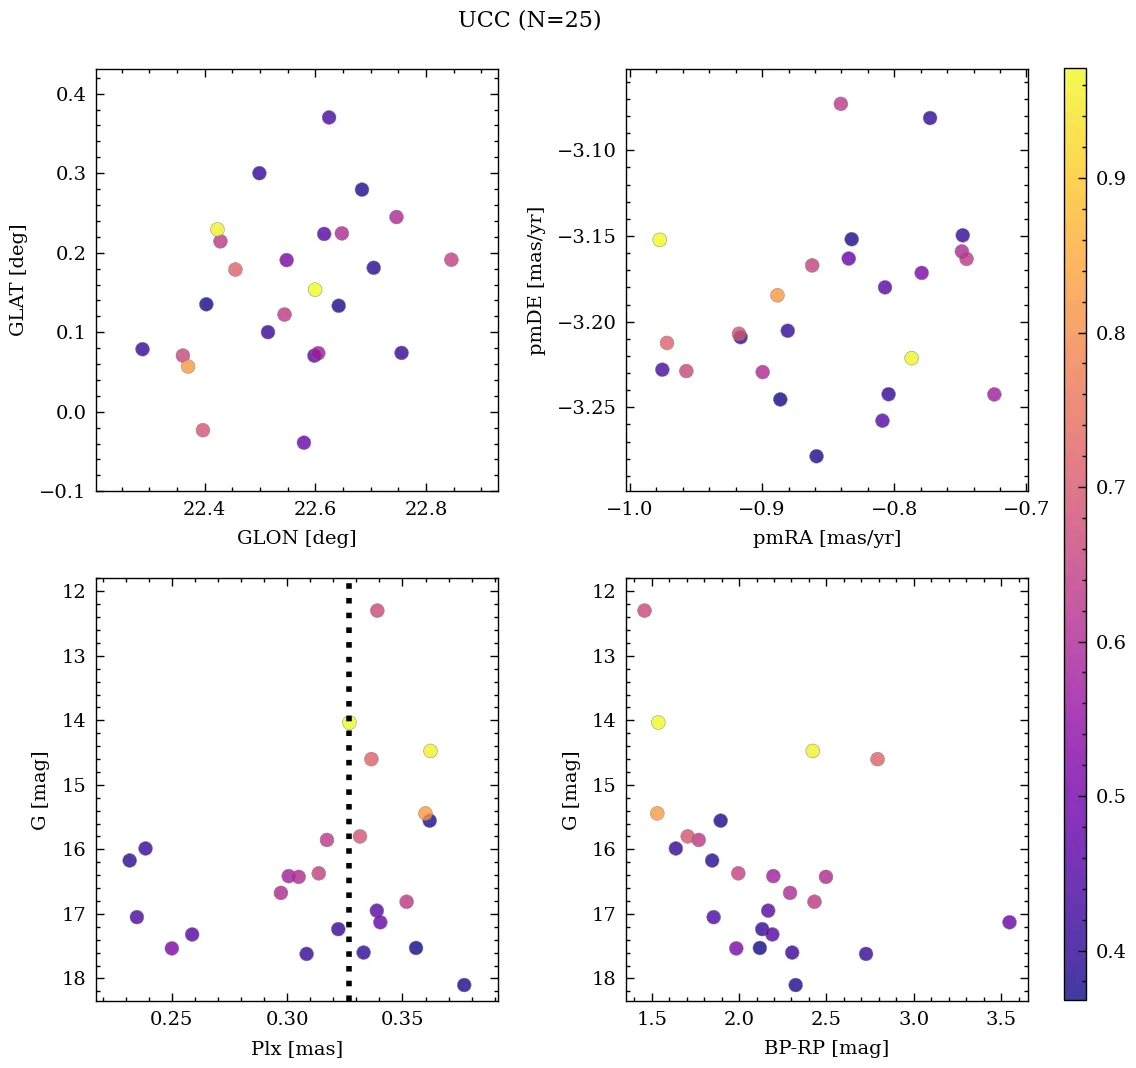 UCC (N=25)
0.4
0.3
0.2
0.1
0.0
−0.1
GLAT [deg]
22.4 22.6 22.8
GLON [deg]
−3.10
−3.15
−3.20
−3.25
pmDE [mas/yr]
−1.0 −0.9 −0.8 −0.7
pmRA [mas/yr]
12
13
14
15
16
17
18
G [mag]
0.25 0.30 0.35
Plx [mas]
12
13
14
15
16
17
18
G [mag]
1.5 2.0 2.5 3.0 3.5
BP-RP [mag]
0.9
0.8
0.7
0.6
0.5
0.4